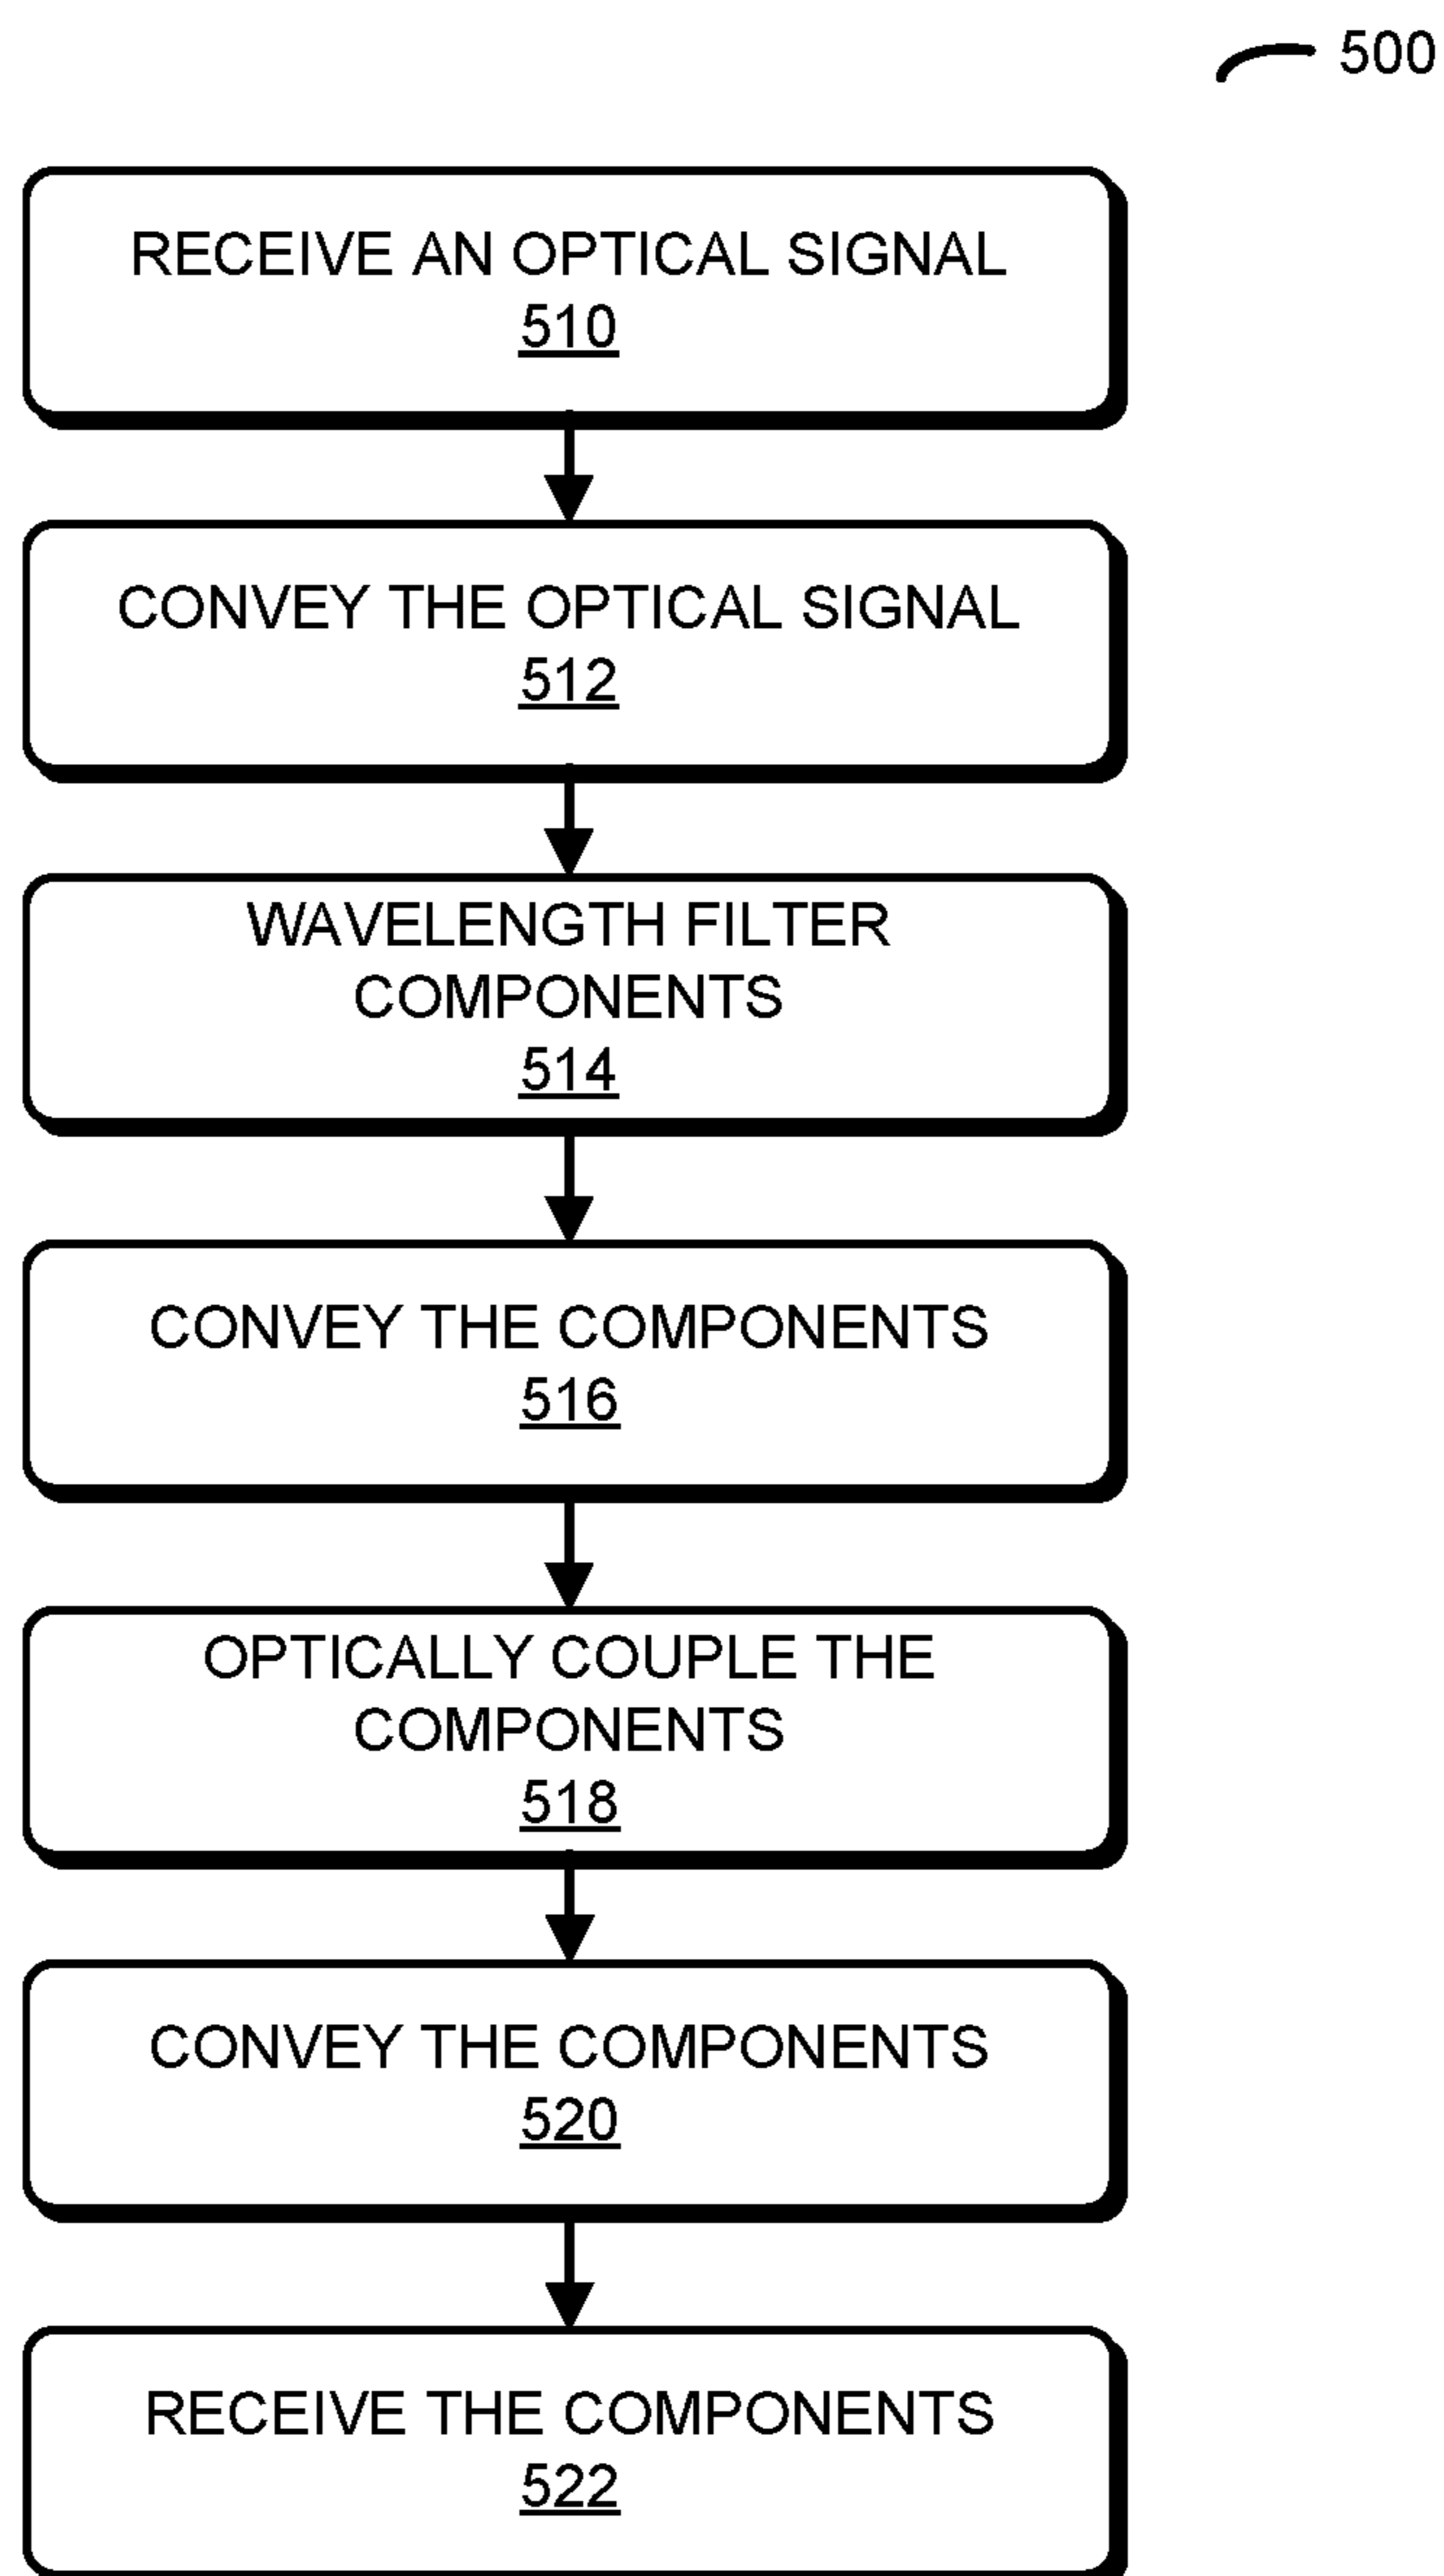 500
RECEIVE AN OPTICAL SIGNAL
510
CONVEY THE OPTICAL SIGNAL
512
WAVELENGTH FILTER
COMPONENTS
514
CONVEY THE COMPONENTS
516
OPTICALLY COUPLE THE
COMPONENTS
518
CONVEY THE COMPONENTS
520
RECEIVE THE COMPONENTS
522